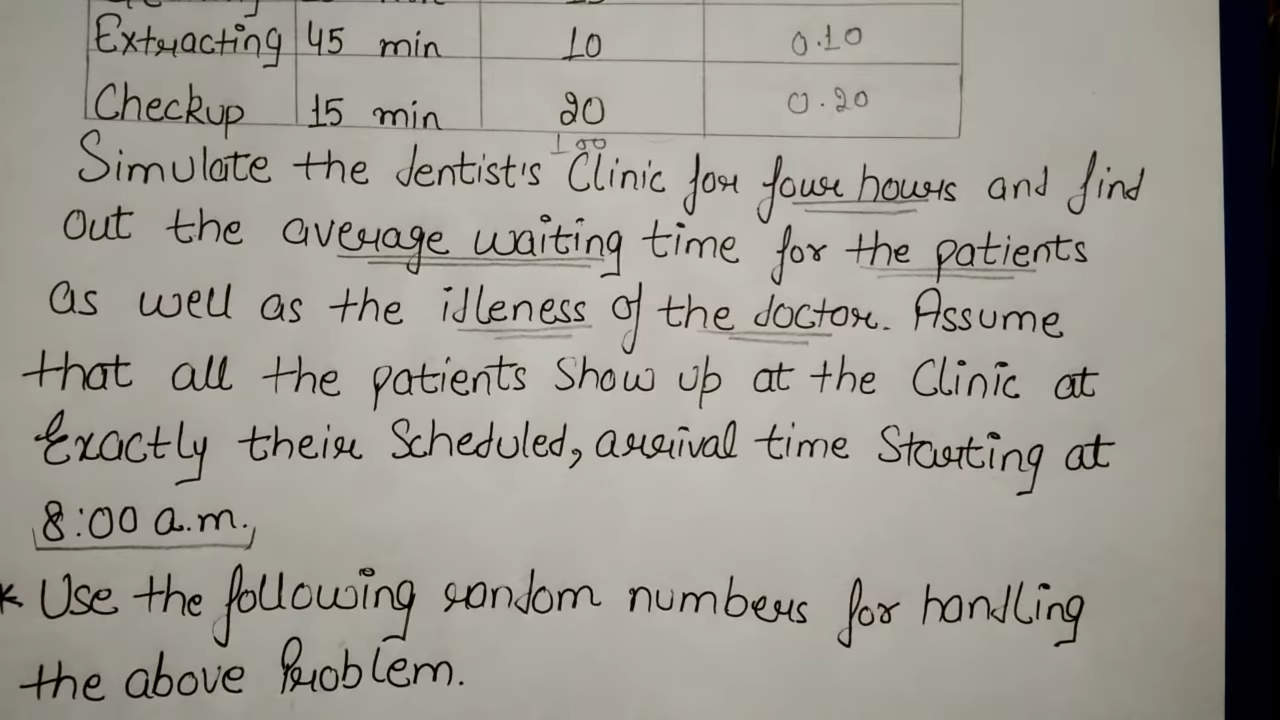 Extracting 45 min 10 0.10
Checkup 15 min 20 0.20
100
Simulate the dentist's Clinic for four hours and find
out the average waiting time for the patients
as well as the idleness of the doctor. Assume
that all the patients Show up at the Clinic at
Exactly their Scheduled, arrival time Starting at
8:00 a.m.,
* Use the following random numbers for handling
the above Problem.